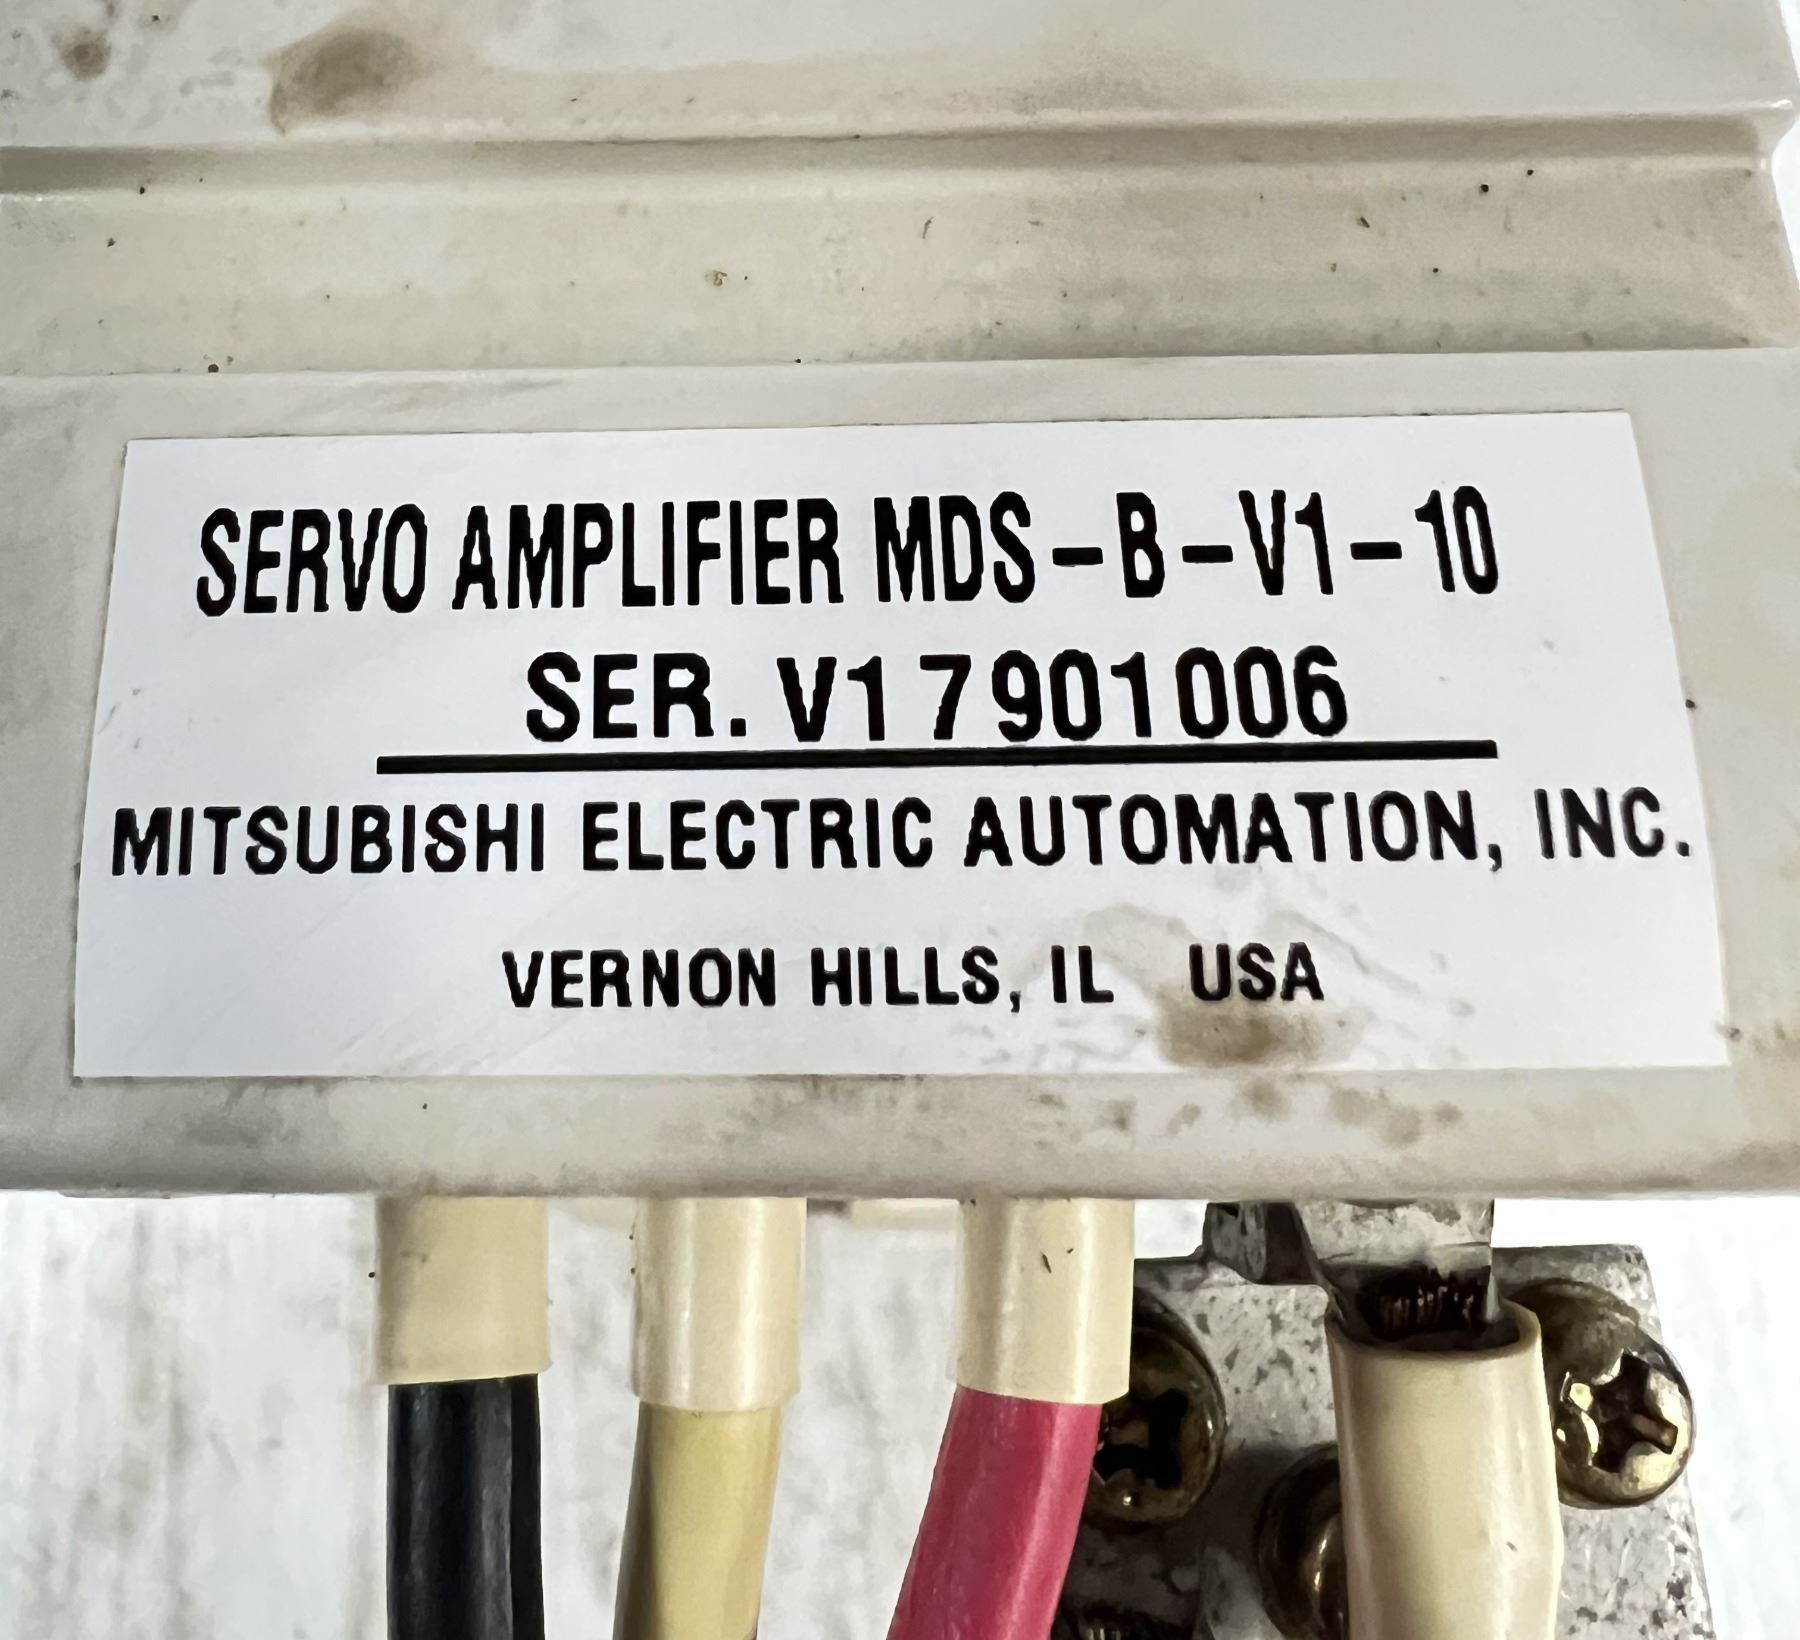 SERVO AMPLIFIER MDS-B-V1-10
SER. V17901006
MITSUBISHI ELECTRIC AUTOMATION, INC.
VERNON HILLS, IL USA